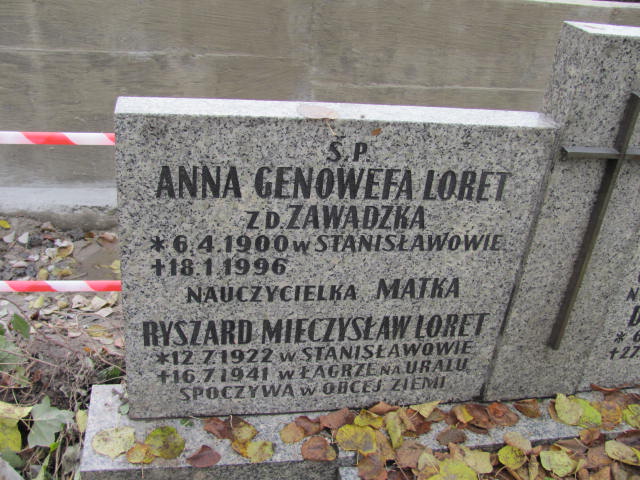 Ś.P.
ANNA GENOWEFA LORET
Z D. ZAWADZKA
*6.4.1900 W STANISŁAWOWIE
+18.1.1996
NAUCZYCIELKA MATKA
RYSZARD MIECZYSŁAW LORET
*12.7.1922 W STANISŁAWOWIE
+16.7.1941 W ŁAGRZE NA URALU
SPOCZYWA W OBCEJ ZIEMI